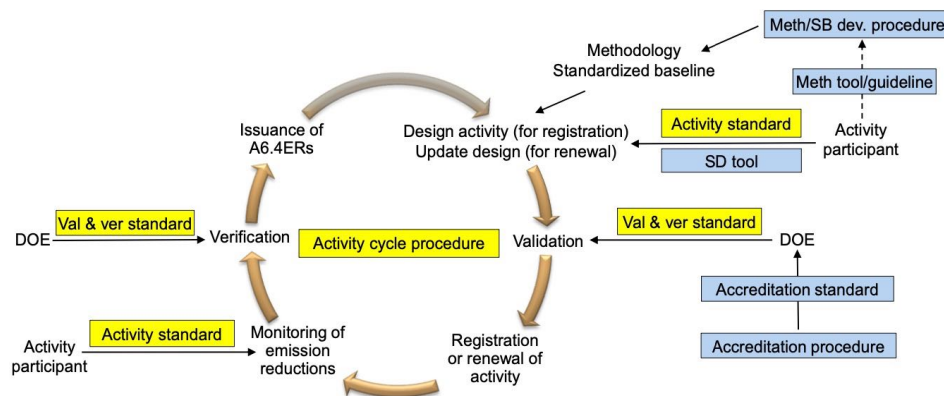 Meth/SB dev. procedure
Methodology
Standardized baseline
Meth tool/guideline
Issuance of
A6.4ERs
Design activity (for registration)
Update design (for renewal)
Activity standard
SD tool
Activity
participant
DOE
Val & ver standard
Verification
Activity cycle procedure
Validation
Val & ver standard
DOE
Accreditation standard
Accreditation procedure
Activity
participant
Activity standard
Monitoring of
emission
reductions
Registration
or renewal of
activity